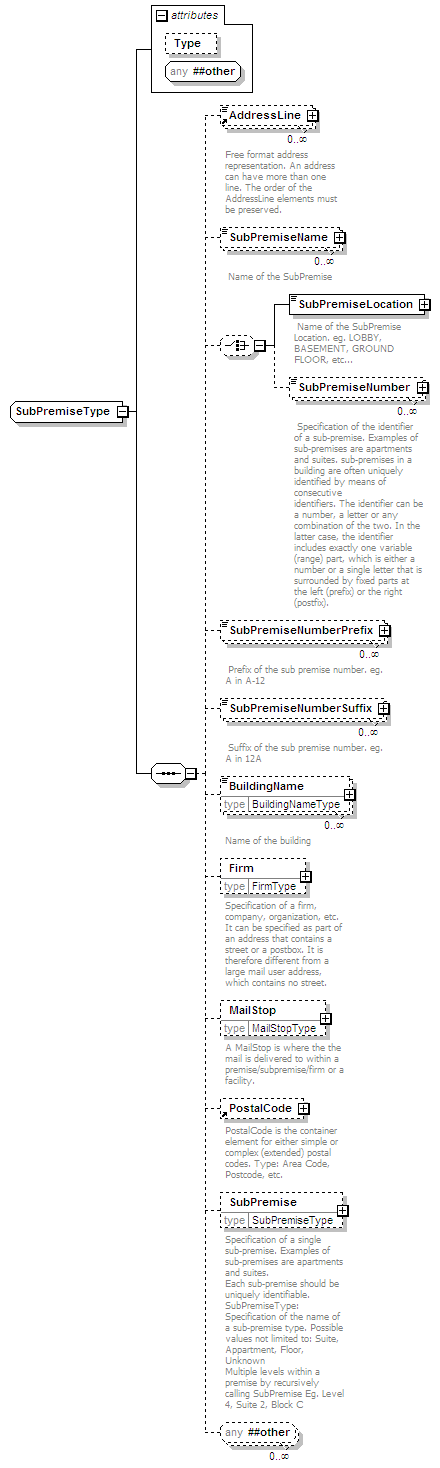 attributes
Type
any ##other
AddressLine
0..∞
Free format address
representation. An address
can have more than one
line. The order of the
AddressLine elements must
be preserved.
SubPremiseName
0..∞
Name of the SubPremise
SubPremiseLocation
Name of the SubPremise
Location. eg. LOBBY,
BASEMENT, GROUND
FLOOR, etc...
SubPremiseNumber
0..∞
SubPremiseType
Specification of the identifier
of a sub-premise. Examples of
sub-premises are apartments
and suites. sub-premises in a
building are often uniquely
identified by means of
consecutive
identifiers. The identifier can be
a number, a letter or any
combination of the two. In the
latter case, the identifier
includes exactly one variable
(range) part, which is either a
number or a single letter that is
surrounded by fixed parts at
the left (prefix) or the right
(postfix).
SubPremiseNumberPrefix
0..∞
Prefix of the sub premise number. eg.
A in A-12
SubPremiseNumberSuffix
0..∞
Suffix of the sub premise number. eg.
A in 12A
BuildingName
type BuildingNameType
0..∞
Name of the building
Firm
type FirmType
Specification of a firm,
company, organization, etc.
It can be specified as part of
an address that contains a
street or a postbox. It is
therefore different from a
large mail user address,
which contains no street.
MailStop
type MailStopType
A MailStop is where the the
mail is delivered to within a
premise/subpremise/firm or a
facility.
PostalCode
PostalCode is the container
element for either simple or
complex (extended) postal
codes. Type: Area Code,
Postcode, etc.
SubPremise
type SubPremiseType
Specification of a single
sub-premise. Examples of
sub-premises are apartments
and suites.
Each sub-premise should be
uniquely identifiable.
SubPremiseType:
Specification of the name of
a sub-premise type. Possible
values not limited to: Suite,
Appartment, Floor,
Unknown
Multiple levels within a
premise by recursively
calling SubPremise Eg. Level
4, Suite 2, Block C
any ##other
0..∞